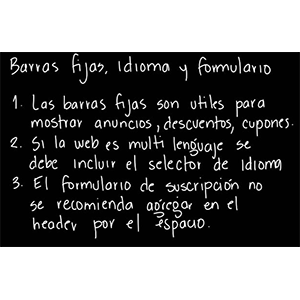 Barras fijas, idioma y formulario
1. Las barras fijas son utiles para
mostrar anuncios, descuentos, cupones.
2. Si la web es multi lenguaje se
debe incluir el selector de idioma
3. El formulario de suscripción no
se recomienda agregar en el
header por el espacio.